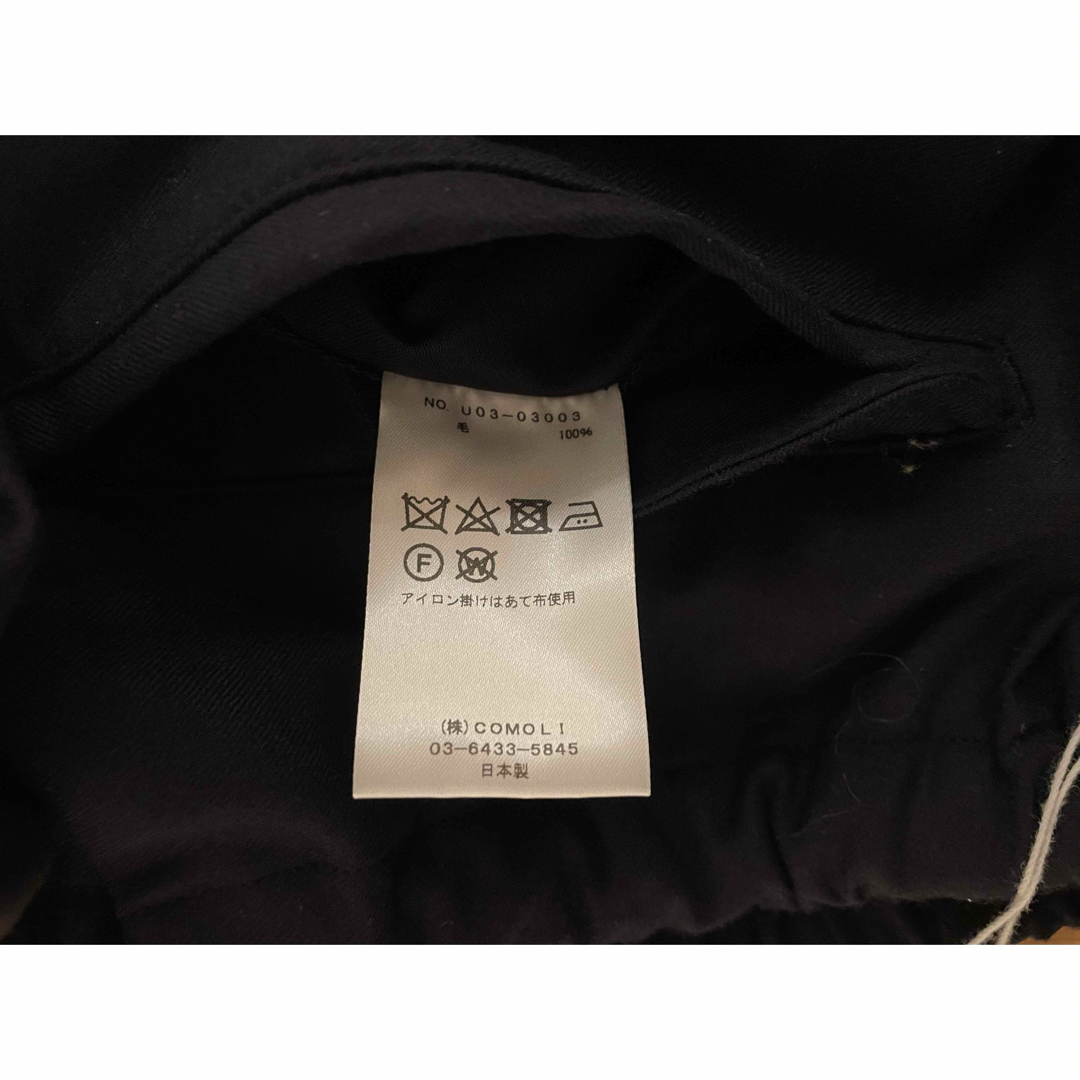 NO. U03-03003
毛 100%
F W
アイロン掛けはあて布使用
(株)COMOLI
03-6433-5845
日本製